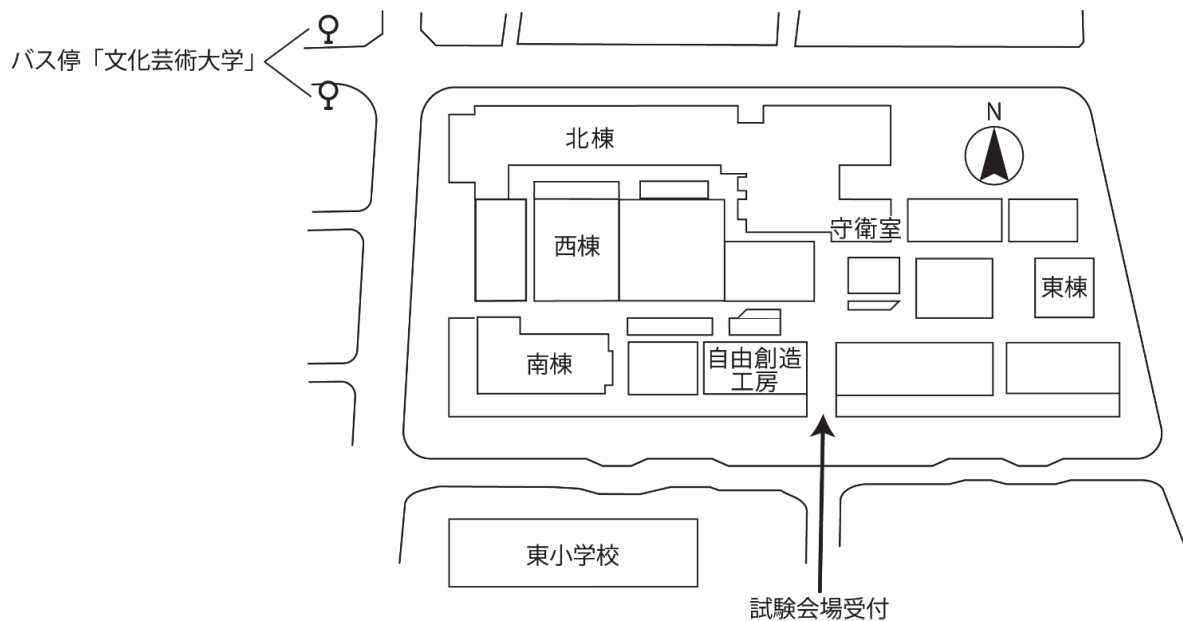 バス停「文化芸術大学」
北棟
N
守衛室
西棟
東棟
南棟
自由創造
工房
東小学校
試験会場受付